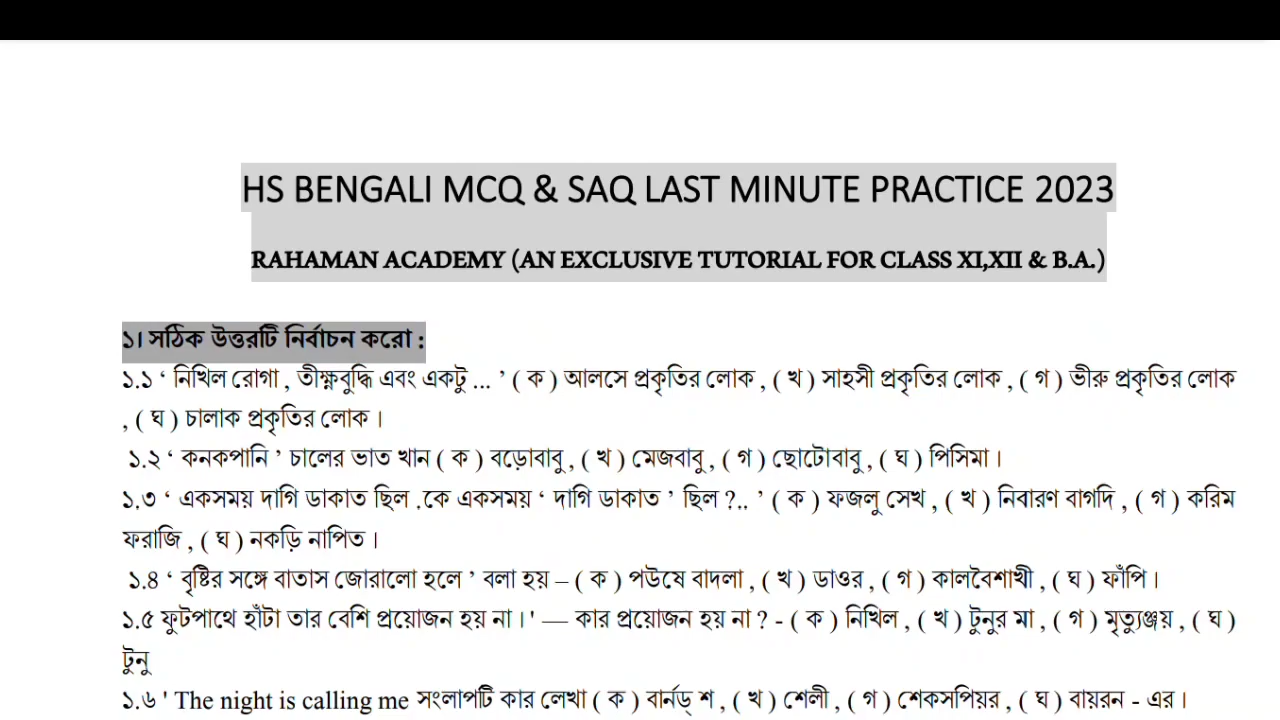 HS BENGALI MCQ & SAQ LAST MINUTE PRACTICE 2023
RAHAMAN ACADEMY (AN EXCLUSIVE TUTORIAL FOR CLASS XI,XII & B.A.)
১। সঠিক উত্তরটি নির্বাচন করো :
১.১ ‘ নিখিল রোগা , তীক্ষ্ণবুদ্ধি এবং একটু ... ’ ( ক ) আলসে প্রকৃতির লোক , ( খ ) সাহসী প্রকৃতির লোক , ( গ ) ভীরু প্রকৃতির লোক
, ( ঘ ) চালাক প্রকৃতির লোক ।
১.২ ‘ কনকপানি ’ চালের ভাত খান ( ক ) বড়োবাবু , ( খ ) মেজবাবু , ( গ ) ছোটোবাবু , ( ঘ ) পিসিমা ।
১.৩ ‘ একসময় দাগি ডাকাত ছিল .কে একসময় ‘ দাগি ডাকাত ’ ছিল ?.. ’ ( ক ) ফজলু সেখ , ( খ ) নিবারণ বাগদি , ( গ ) করিম
ফরাজি , ( ঘ ) নকড়ি নাপিত ।
১.৪ ‘ বৃষ্টির সঙ্গে বাতাস জোরালো হলে ’ বলা হয় – ( ক ) পউষে বাদলা , ( খ ) ডাওর , ( গ ) কালবৈশাখী , ( ঘ ) ফাঁপি ।
১.৫ ফুটপাথে হাঁটা তার বেশি প্রয়োজন হয় না । ' — কার প্রয়োজন হয় না ? - ( ক ) নিখিল , ( খ ) টুনুর মা , ( গ ) মৃত্যুঞ্জয় , ( ঘ )
টুনু
১.৬ ' The night is calling me সংলাপটি কার লেখা ( ক ) বার্নড্ শ , ( খ ) শেলী , ( গ ) শেকসপিয়র , ( ঘ ) বায়রন - এর ।